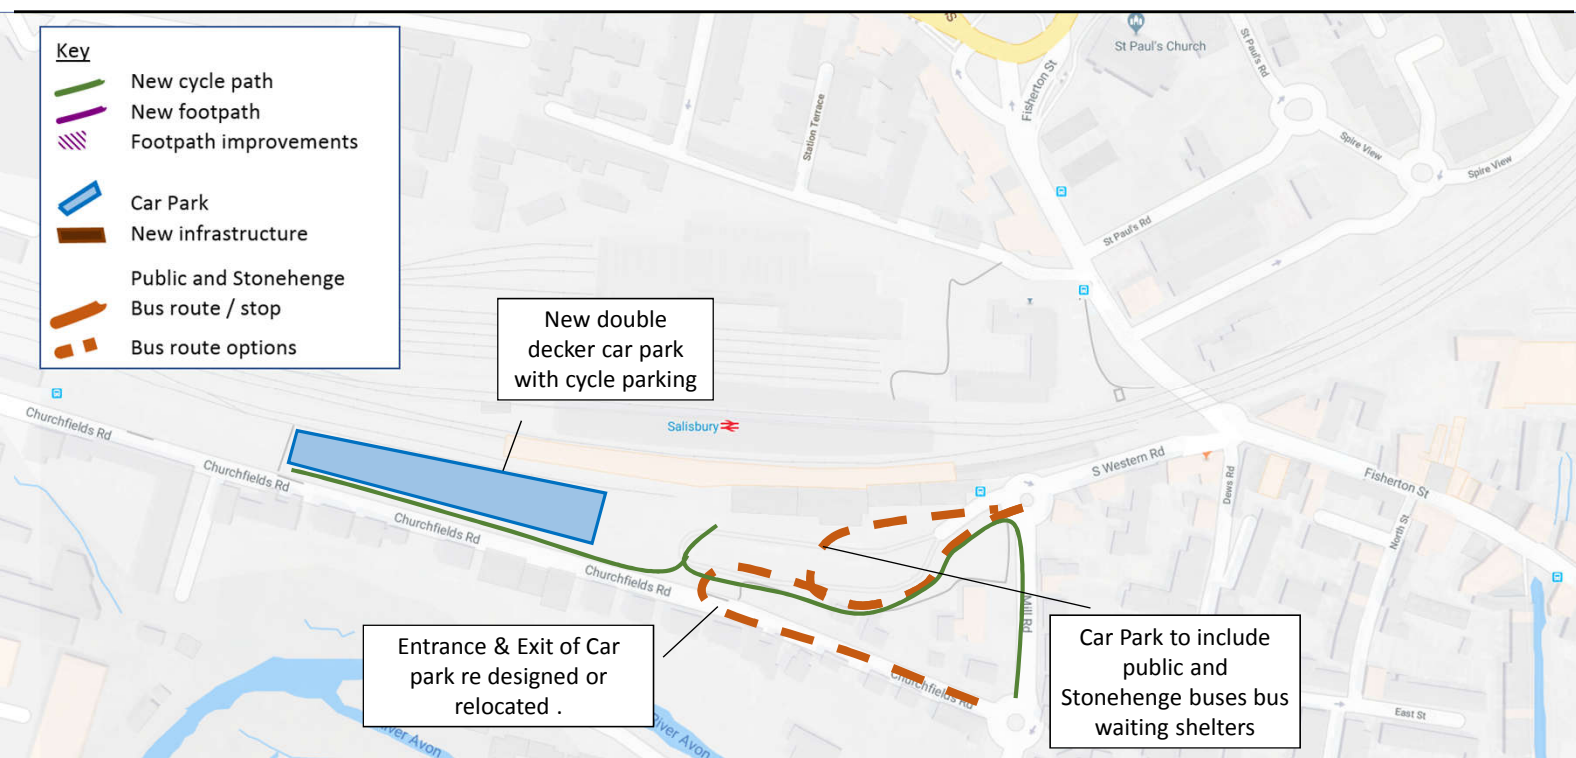 Key
New cycle path
New footpath
Footpath improvements
Car Park
New infrastructure
Public and Stonehenge
Bus route / stop
Bus route options
St Paul's Church
St Paul's Rd
Fisherton St
Station Terrace
Spire View
Spire View
St Paul's Rd
New double
decker car park
with cycle parking
Salisbury
Churchfields Rd
Churchfields Rd
Churchfields Rd
Churchfields Rd
Churchfields Rd
S Western Rd
Dews Rd
Fisherton St
North St
Mill Rd
East St
Entrance & Exit of Car
park re designed or
relocated .
Car Park to include
public and
Stonehenge buses bus
waiting shelters
River Avon
River Avon